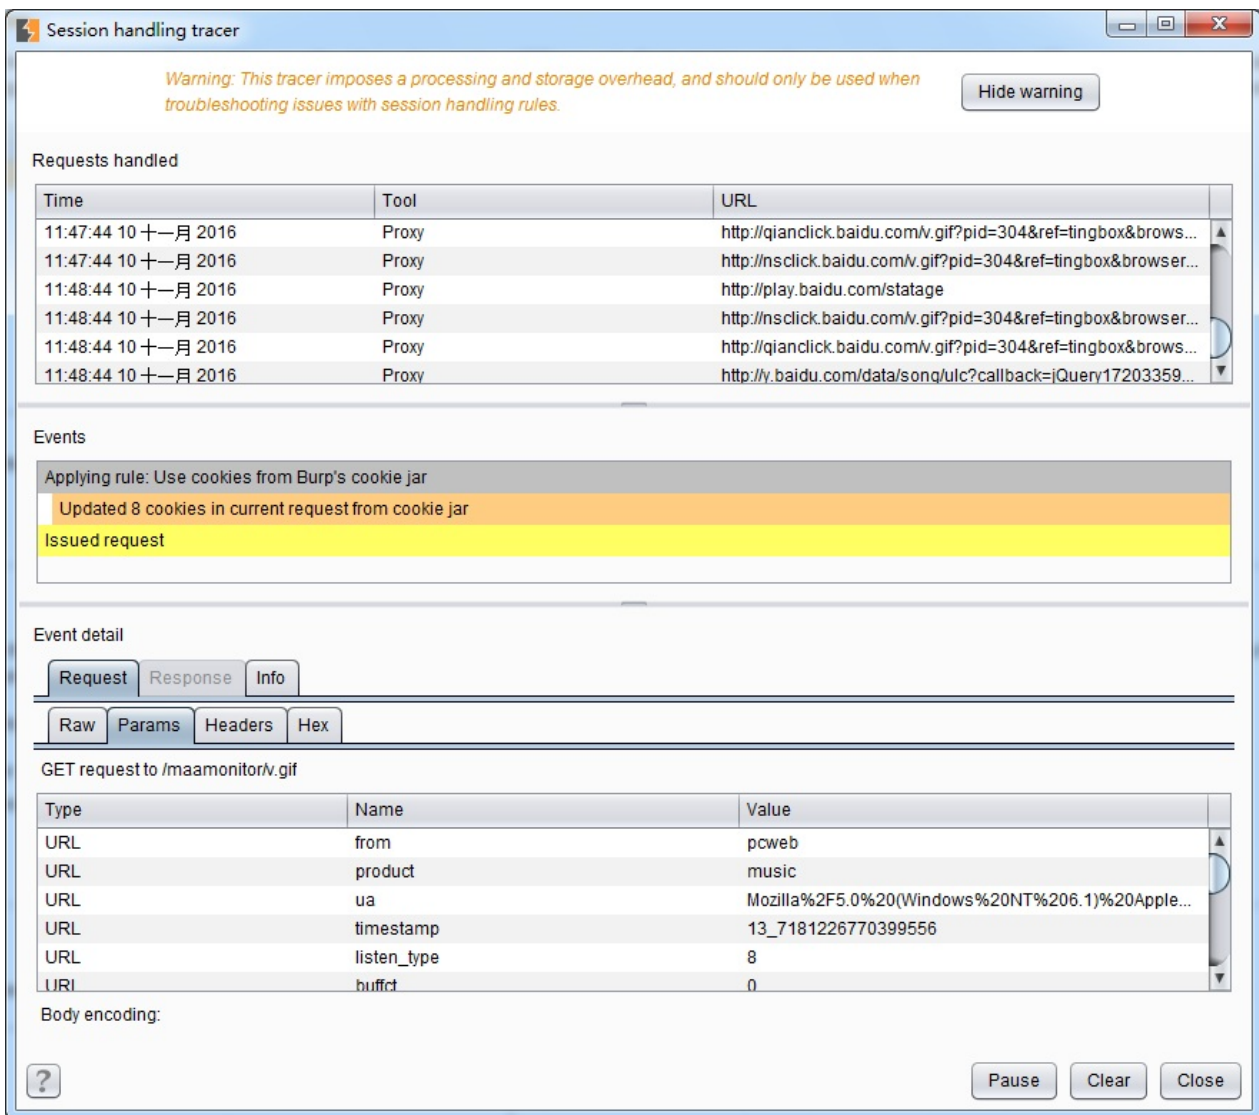 Session handling tracer
Warning: This tracer imposes a processing and storage overhead, and should only be used when
troubleshooting issues with session handling rules.
Hide warning
Requests handled
Time Tool URL
11:47:44 10 十一月 2016 Proxy http://qianclick.baidu.com/v.gif?pid=304&ref=tingbox&brows...
11:47:44 10 十一月 2016 Proxy http://nsclick.baidu.com/v.gif?pid=304&ref=tingbox&browser...
11:48:44 10 十一月 2016 Proxy http://play.baidu.com/statage
11:48:44 10 十一月 2016 Proxy http://nsclick.baidu.com/v.gif?pid=304&ref=tingbox&browser...
11:48:44 10 十一月 2016 Proxy http://qianclick.baidu.com/v.gif?pid=304&ref=tingbox&brows...
11:48:44 10 十一月 2016 Proxy http://y.baidu.com/data/song/ulc?callback=jQuery17203359...
Events
Applying rule: Use cookies from Burp's cookie jar
Updated 8 cookies in current request from cookie jar
Issued request
Event detail
Request Response Info
Raw Params Headers Hex
GET request to /maamonitor/v.gif
Type Name Value
URL from pcweb
URL product music
URL ua Mozilla%2F5.0%20(Windows%20NT%206.1)%20Apple...
URL timestamp 13_7181226770399556
URL listen_type 8
URL buffct 0
Body encoding:
? Pause Clear Close